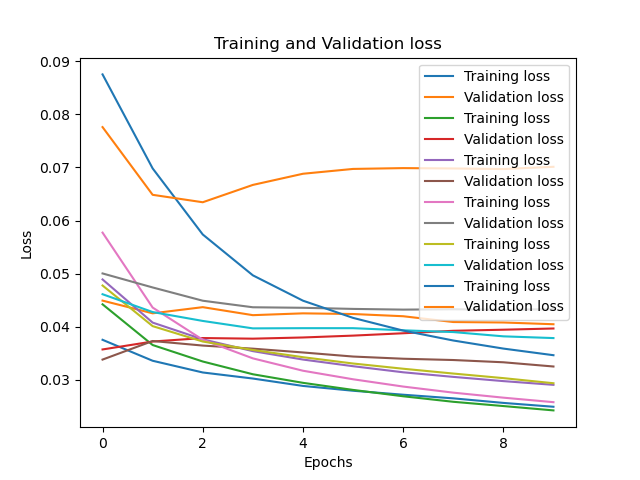 Training and Validation loss
Loss
0.09
0.08
0.07
0.06
0.05
0.04
0.03
Training loss
Validation loss
Training loss
Validation loss
Training loss
Validation loss
Training loss
Validation loss
Training loss
Validation loss
Training loss
Validation loss
0 2 4 6 8
Epochs